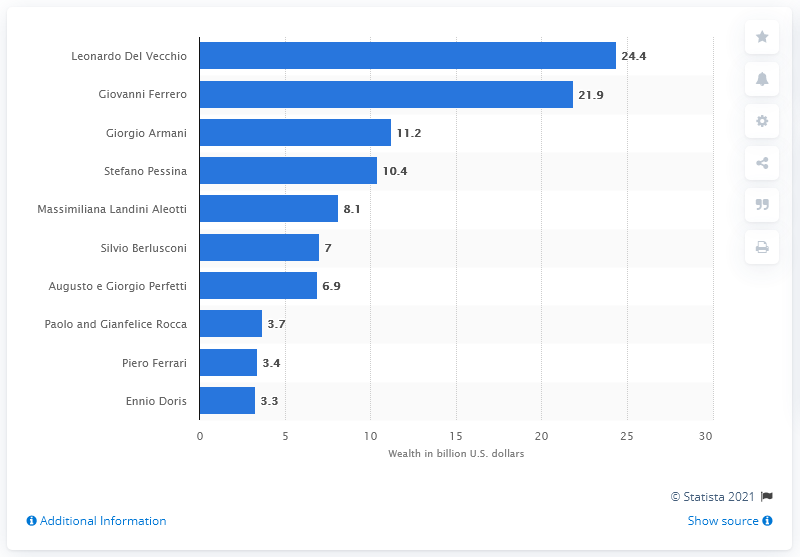 Leonardo Del Vecchio 24.4
Giovanni Ferrero 21.9
Giorgio Armani 11.2
Stefano Pessina 10.4
Massimiliana Landini Aleotti 8.1
Silvio Berlusconi 7
Augusto e Giorgio Perfetti 6.9
Paolo and Gianfelice Rocca 3.7
Piero Ferrari 3.4
Ennio Doris 3.3
0 5 10 15 20 25 30
Wealth in billion U.S. dollars
© Statista 2021
Additional Information Show source